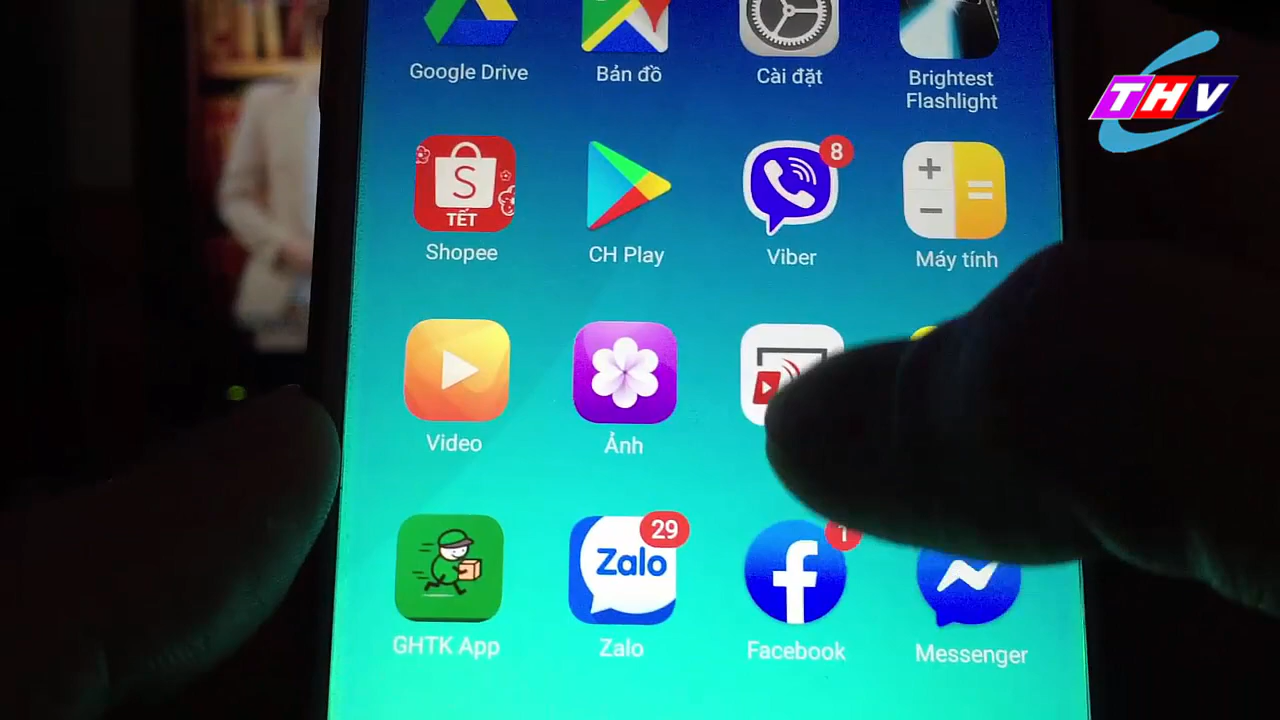 Google Drive
Bản đồ
Cài đặt
Brightest
Flashlight
THV
S
TẾT
8
Shopee
CH Play
Viber
Máy tính
Video
Ảnh
29
Zalo
1
f
GHTK App
Zalo
Facebook
Messenger